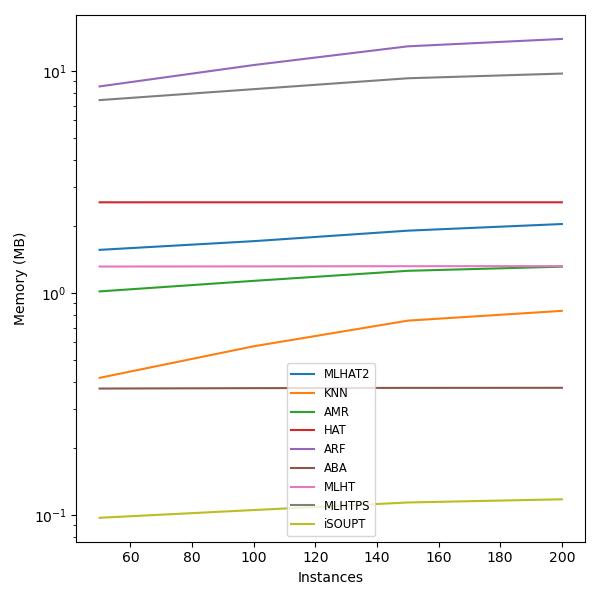 Memory (MB)
10¹
10⁰
10⁻¹
MLHAT2
KNN
AMR
HAT
ARF
ABA
MLHT
MLHTPS
iSOUPT
60 80 100 120 140 160 180 200
Instances